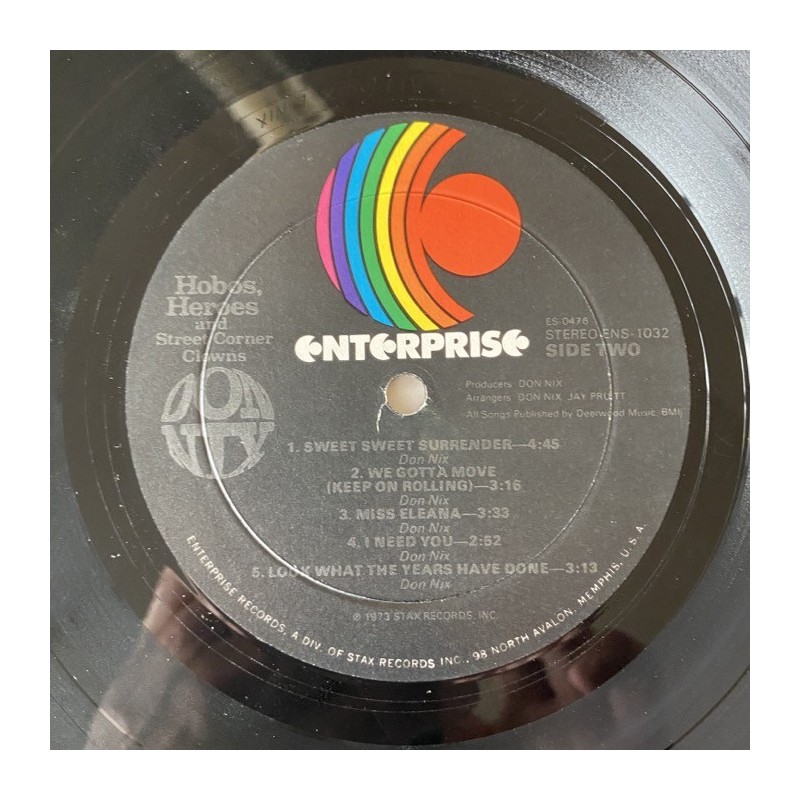 Hobos,
Heroes
and
Street Corner
Clowns
DON
NIX
ENTERPRISE
ES-0476
STEREO ENS-1032
SIDE TWO
Producers: DON NIX
Arrangers: DON NIX, JAY PRUETT
All Songs Published by Deerwood Music, BMI
1. SWEET SWEET SURRENDER—4:45
Don Nix
2. WE GOTTA MOVE
(KEEP ON ROLLING)—3:16
Don Nix
3. MISS ELEANA—3:33
Don Nix
4. I NEED YOU—2:52
Don Nix
5. LOOK WHAT THE YEARS HAVE DONE—3:13
Don Nix
℗ 1973 STAX RECORDS, INC.
ENTERPRISE RECORDS, A DIV. OF STAX RECORDS INC., 98 NORTH AVALON, MEMPHIS, U.S.A.